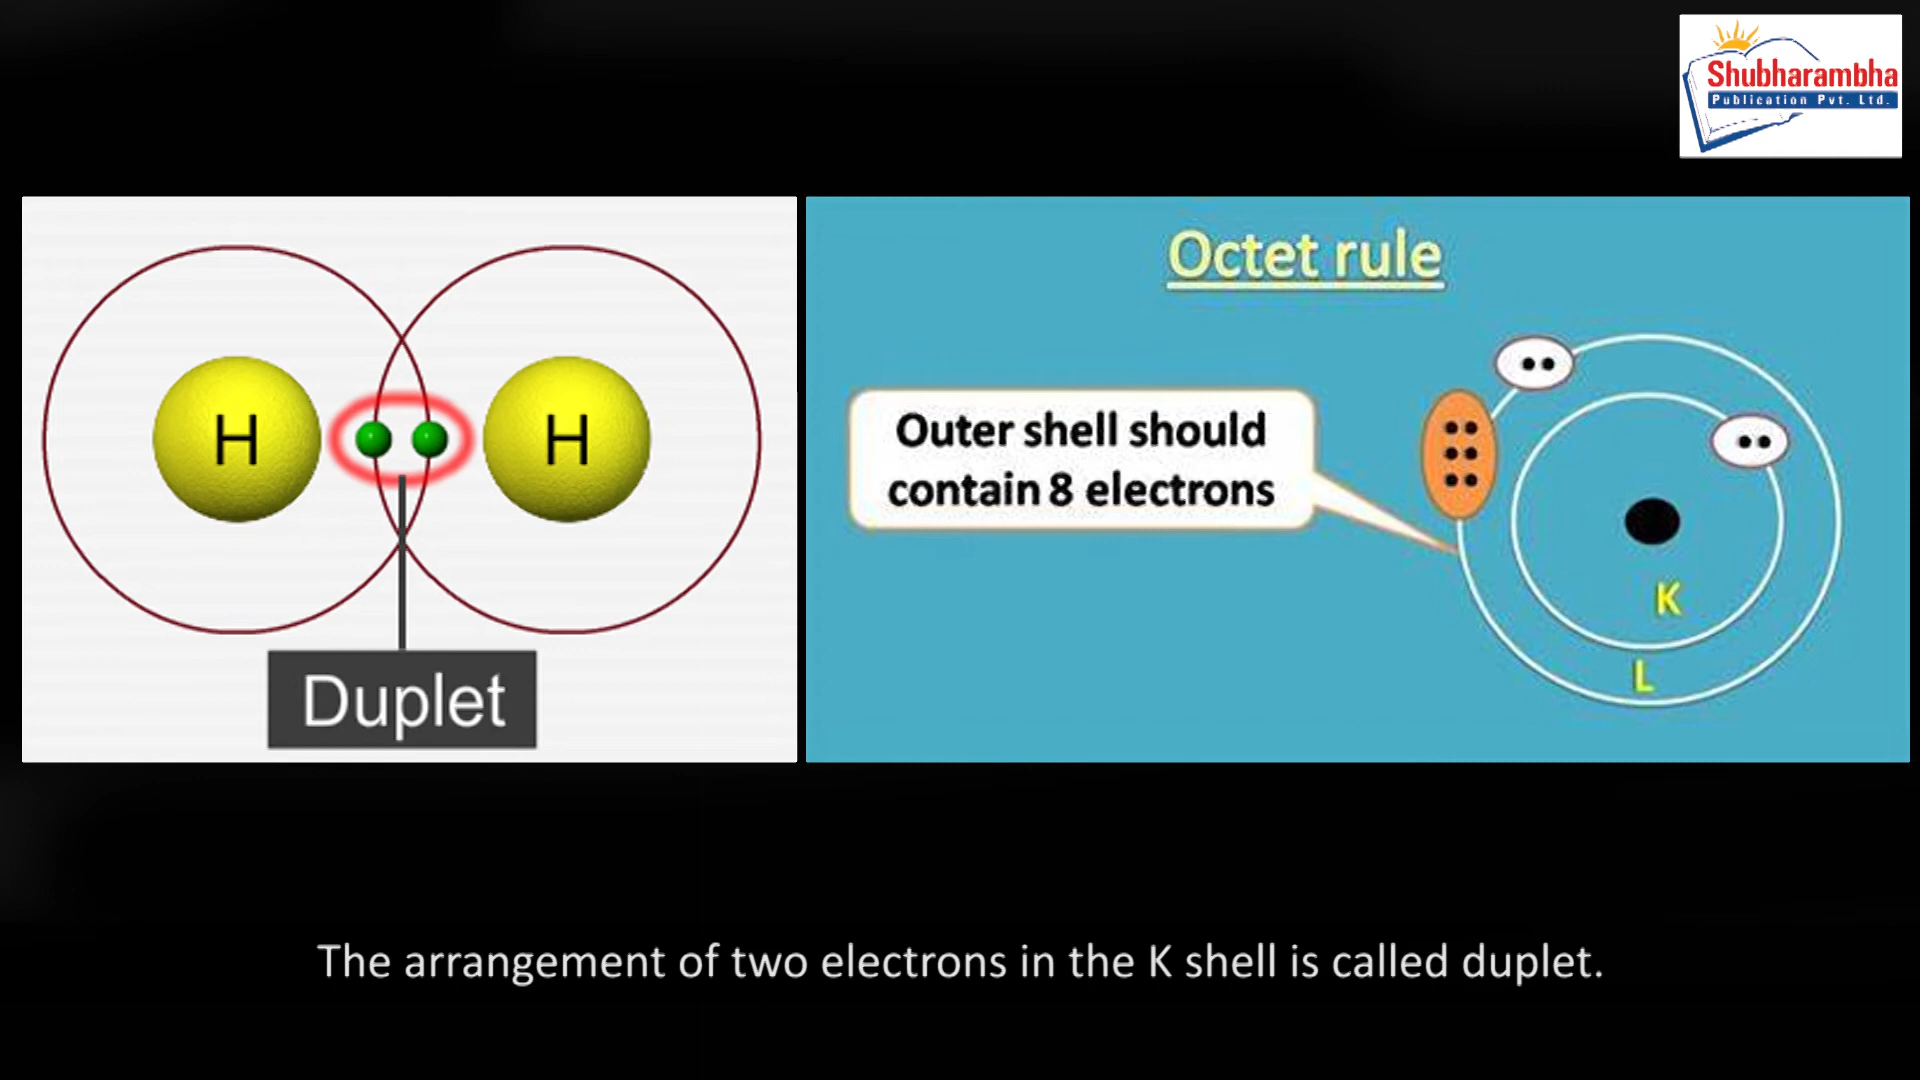 Shubharambha
Publication Pvt. Ltd.
H
H
Duplet
Octet rule
Outer shell should
contain 8 electrons
K
L
The arrangement of two electrons in the K shell is called duplet.